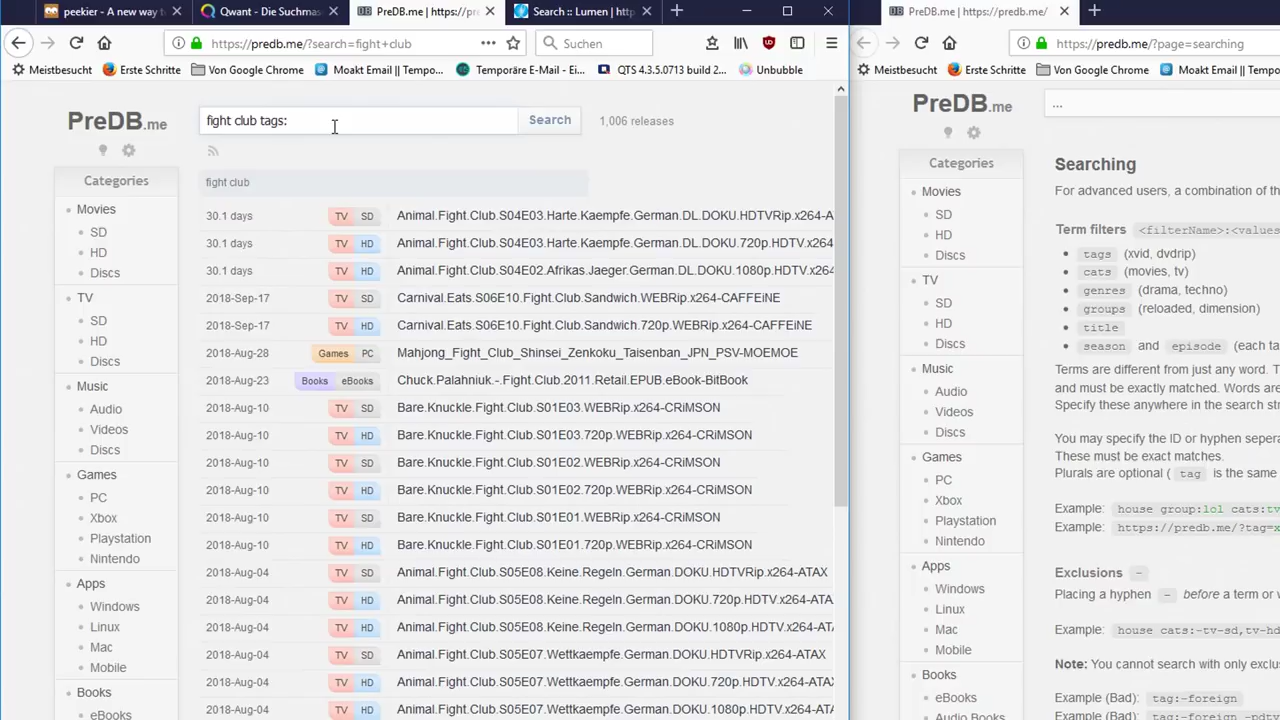 peekier - A new way t
Qwant - Die Suchmas
PreDB.me | https://pre
Search :: Lumen | http
https://predb.me/?search=fight+club
Suchen
Meistbesucht
Erste Schritte
Von Google Chrome
Moakt Email || Tempo...
Temporäre E-Mail - Ei...
QTS 4.3.5.0713 build 2...
Unbubble
PreDB.me
fight club tags:
Search
1,006 releases
fight club
Categories
Movies
SD
HD
Discs
TV
SD
HD
Discs
Music
Audio
Videos
Discs
Games
PC
Xbox
Playstation
Nintendo
Apps
Windows
Linux
Mac
Mobile
Books
eBooks
30.1 days TV SD Animal.Fight.Club.S04E03.Harte.Kaempfe.German.DL.DOKU.HDTVRip.x264-A
30.1 days TV HD Animal.Fight.Club.S04E03.Harte.Kaempfe.German.DL.DOKU.720p.HDTV.x264
30.1 days TV HD Animal.Fight.Club.S04E02.Afrikas.Jaeger.German.DL.DOKU.1080p.HDTV.x264
2018-Sep-17 TV SD Carnival.Eats.S06E10.Fight.Club.Sandwich.WEBRip.x264-CAFFEiNE
2018-Sep-17 TV HD Carnival.Eats.S06E10.Fight.Club.Sandwich.720p.WEBRip.x264-CAFFEiNE
2018-Aug-28 Games PC Mahjong_Fight_Club_Shinsei_Zenkoku_Taisenban_JPN_PSV-MOEMOE
2018-Aug-23 Books eBooks Chuck.Palahniuk.-.Fight.Club.2011.Retail.EPUB.eBook-BitBook
2018-Aug-10 TV SD Bare.Knuckle.Fight.Club.S01E03.WEBRip.x264-CRiMSON
2018-Aug-10 TV HD Bare.Knuckle.Fight.Club.S01E03.720p.WEBRip.x264-CRiMSON
2018-Aug-10 TV SD Bare.Knuckle.Fight.Club.S01E02.WEBRip.x264-CRiMSON
2018-Aug-10 TV HD Bare.Knuckle.Fight.Club.S01E02.720p.WEBRip.x264-CRiMSON
2018-Aug-10 TV SD Bare.Knuckle.Fight.Club.S01E01.WEBRip.x264-CRiMSON
2018-Aug-10 TV HD Bare.Knuckle.Fight.Club.S01E01.720p.WEBRip.x264-CRiMSON
2018-Aug-04 TV SD Animal.Fight.Club.S05E08.Keine.Regeln.German.DOKU.HDTVRip.x264-ATAX
2018-Aug-04 TV HD Animal.Fight.Club.S05E08.Keine.Regeln.German.DOKU.720p.HDTV.x264-ATA
2018-Aug-04 TV HD Animal.Fight.Club.S05E08.Keine.Regeln.German.DOKU.1080p.HDTV.x264-AT
2018-Aug-04 TV SD Animal.Fight.Club.S05E07.Wettkaempfe.German.DOKU.HDTVRip.x264-ATAX
2018-Aug-04 TV HD Animal.Fight.Club.S05E07.Wettkaempfe.German.DOKU.720p.HDTV.x264-ATA
2018-Aug-04 TV HD Animal.Fight.Club.S05E07.Wettkaempfe.German.DOKU.1080p.HDTV.x264-AT
PreDB.me | https://predb.me/
https://predb.me/?page=searching
Meistbesucht
Erste Schritte
Von Google Chrome
Moakt Email || Tempo
PreDB.me
...
Categories
Movies
SD
HD
Discs
TV
SD
HD
Discs
Music
Audio
Videos
Discs
Games
PC
Xbox
Playstation
Nintendo
Apps
Windows
Linux
Mac
Mobile
Books
eBooks
Audio Books
Searching
For advanced users, a combination of th
Term filters <filterName>:<values
tags (xvid, dvdrip)
cats (movies, tv)
genres (drama, techno)
groups (reloaded, dimension)
title
season and episode (each ta
Terms are different from just any word. T
and must be exactly matched. Words are
Specify these anywhere in the search str
You may specify the ID or hyphen seper
These must be exact matches.
Plurals are optional ( tag is the same
Example: house group:lol cats:tv
Example: https://predb.me/?tag=x
Exclusions -
Placing a hyphen - before a term or v
Example: house cats:-tv-sd,tv-hd
Note: You cannot search with only exclus
Example (Bad): tag:-foreign
Example (Bad): tag:-foreign -pdtv